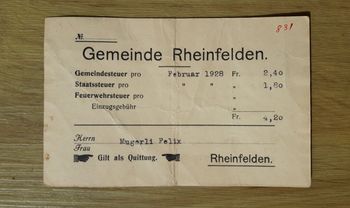 №
831
Gemeinde Rheinfelden.
Gemeindesteuer pro Februar 1928 Fr. 2,40
Staatssteuer pro " " " 1,80
Feuerwehrsteuer pro "
Einzugsgebühr "
Fr. 4,20
Herrn
Frau Mugerli Felix
Gilt als Quittung. Rheinfelden.